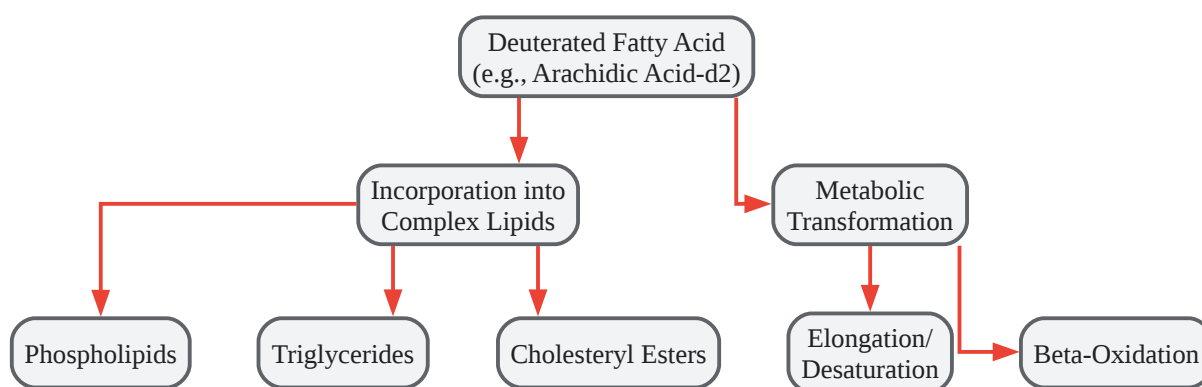 Deuterated Fatty Acid
(e.g., Arachidic Acid-d2)
Incorporation into
Complex Lipids
Metabolic
Transformation
Phospholipids
Triglycerides
Cholesteryl Esters
Elongation/
Desaturation
Beta-Oxidation